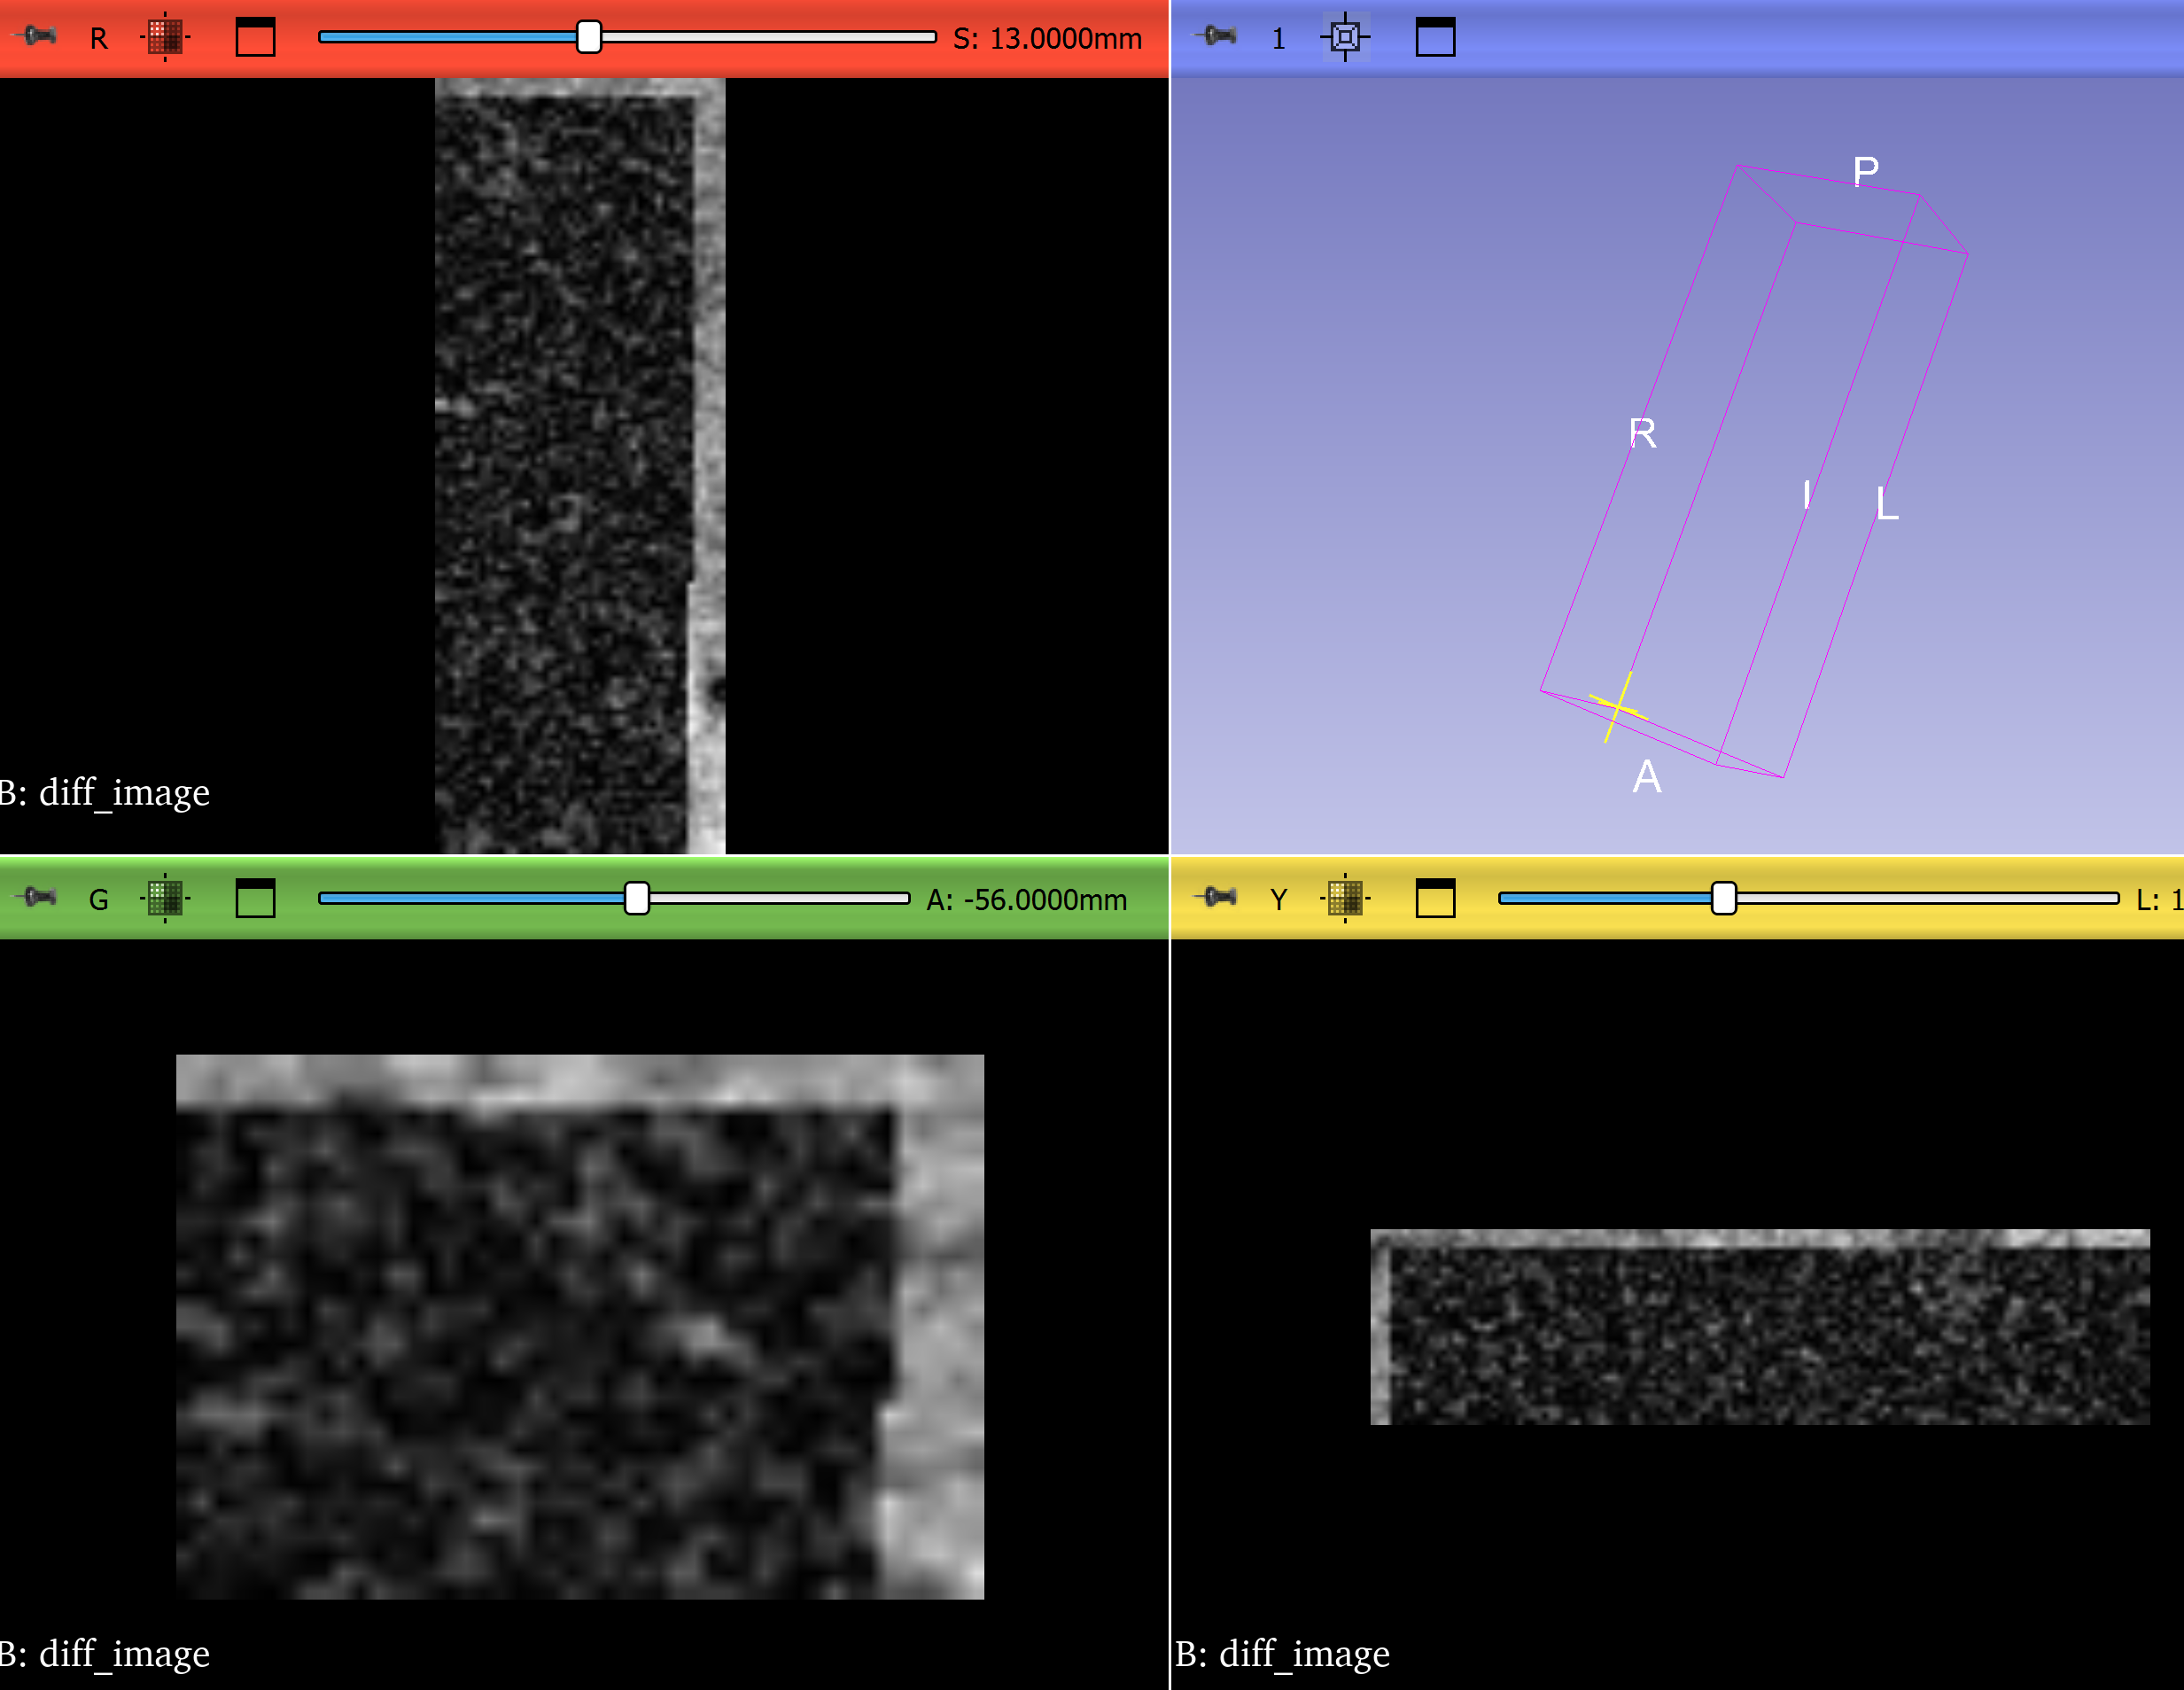 R S: 13.0000mm
1
P
R
I
L
A
B: diff_image
G A: -56.0000mm
Y L: 1
B: diff_image
B: diff_image